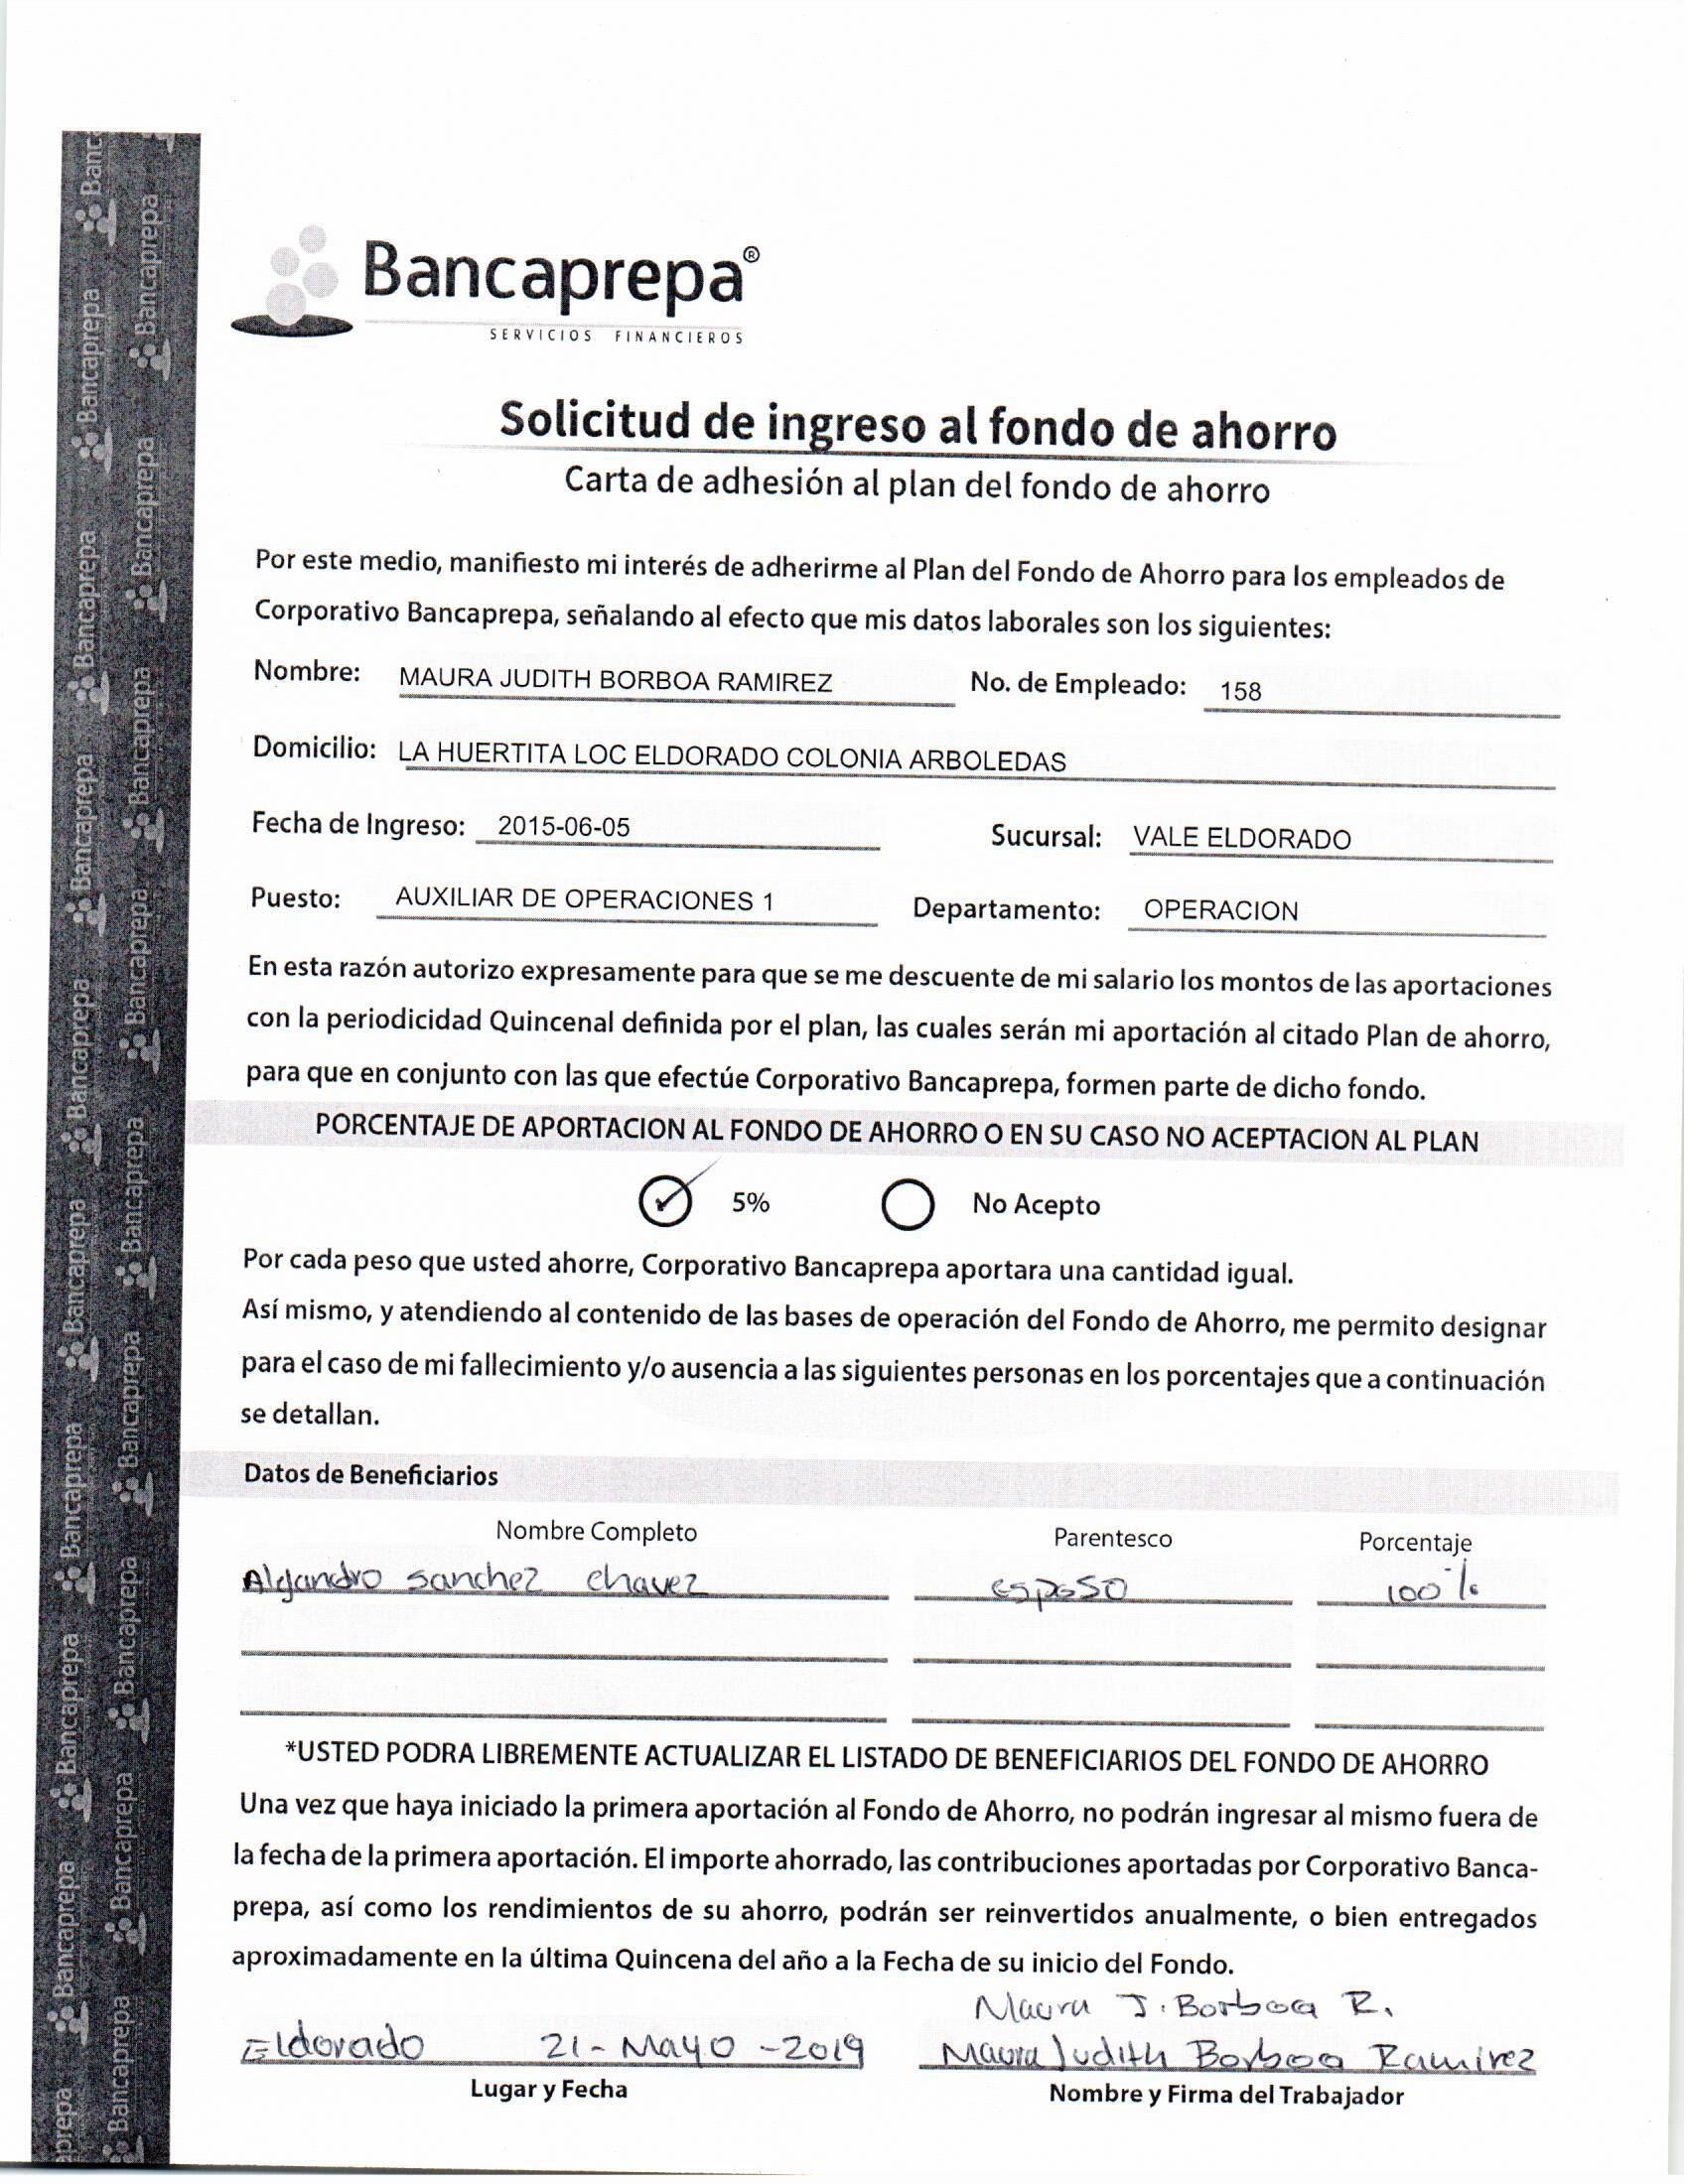 Bancaprepa®
SERVICIOS FINANCIEROS
Solicitud de ingreso al fondo de ahorro
Carta de adhesión al plan del fondo de ahorro
Por este medio, manifiesto mi interés de adherirme al Plan del Fondo de Ahorro para los empleados de
Corporativo Bancaprepa, señalando al efecto que mis datos laborales son los siguientes:
Nombre: MAURA JUDITH BORBOA RAMIREZ No. de Empleado: 158
Domicilio: LA HUERTITA LOC ELDORADO COLONIA ARBOLEDAS
Fecha de Ingreso: 2015-06-05 Sucursal: VALE ELDORADO
Puesto: AUXILIAR DE OPERACIONES 1 Departamento: OPERACION
En esta razón autorizo expresamente para que se me descuente de mi salario los montos de las aportaciones
con la periodicidad Quincenal definida por el plan, las cuales serán mi aportación al citado Plan de ahorro,
para que en conjunto con las que efectúe Corporativo Bancaprepa, formen parte de dicho fondo.
PORCENTAJE DE APORTACION AL FONDO DE AHORRO O EN SU CASO NO ACEPTACION AL PLAN
5% No Acepto
Por cada peso que usted ahorre, Corporativo Bancaprepa aportara una cantidad igual.
Así mismo, y atendiendo al contenido de las bases de operación del Fondo de Ahorro, me permito designar
para el caso de mi fallecimiento y/o ausencia a las siguientes personas en los porcentajes que a continuación
se detallan.
Datos de Beneficiarios
Nombre Completo Parentesco Porcentaje
Alejandro sanchez chavez esposo 100%
*USTED PODRA LIBREMENTE ACTUALIZAR EL LISTADO DE BENEFICIARIOS DEL FONDO DE AHORRO
Una vez que haya iniciado la primera aportación al Fondo de Ahorro, no podrán ingresar al mismo fuera de
la fecha de la primera aportación. El importe ahorrado, las contribuciones aportadas por Corporativo Banca-
prepa, así como los rendimientos de su ahorro, podrán ser reinvertidos anualmente, o bien entregados
aproximadamente en la última Quincena del año a la Fecha de su inicio del Fondo.
Maura J. Borboa R.
Eldorado 21-Mayo-2019 Maura Judith Borboa Ramirez
Lugar y Fecha Nombre y Firma del Trabajador